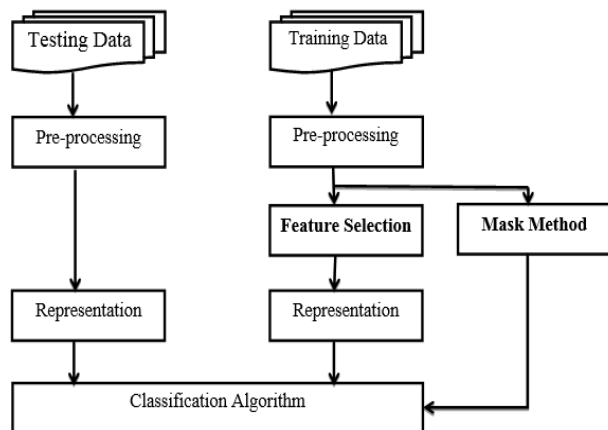 Testing Data
Training Data
Pre-processing
Pre-processing
Feature Selection
Mask Method
Representation
Representation
Classification Algorithm